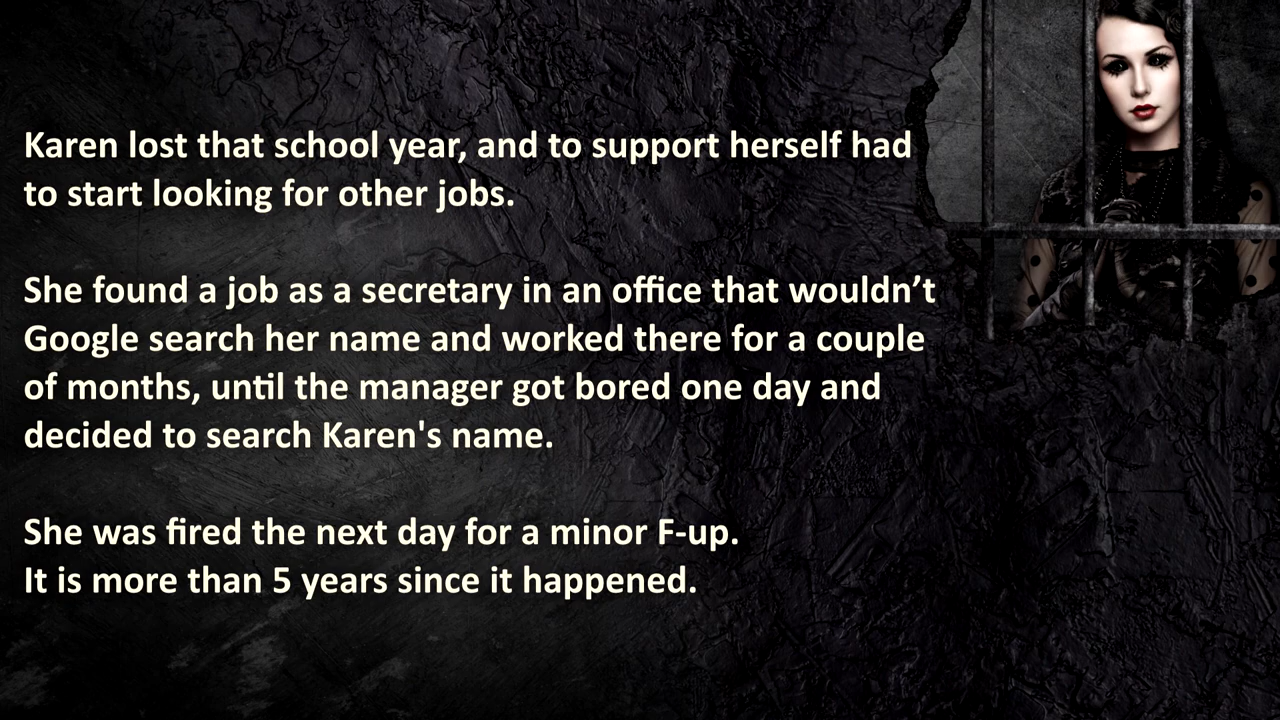 Karen lost that school year, and to support herself had
to start looking for other jobs.
She found a job as a secretary in an office that wouldn’t
Google search her name and worked there for a couple
of months, until the manager got bored one day and
decided to search Karen's name.
She was fired the next day for a minor F-up.
It is more than 5 years since it happened.